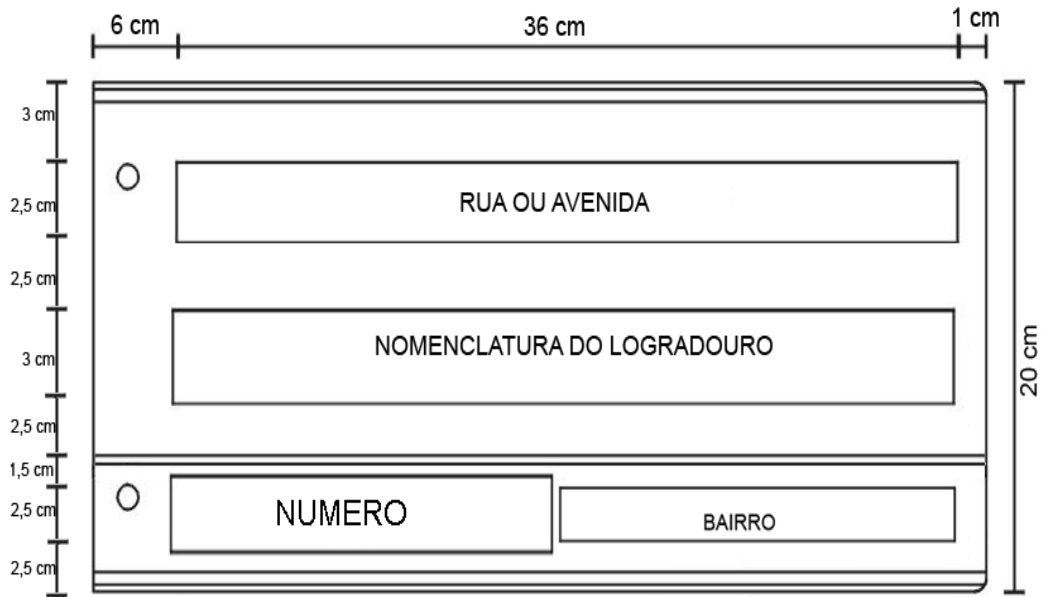 6 cm
36 cm
1 cm
3 cm
2,5 cm
RUA OU AVENIDA
2,5 cm
3 cm
NOMENCLATURA DO LOGRADOURO
20 cm
2,5 cm
1,5 cm
2,5 cm
NUMERO
BAIRRO
2,5 cm